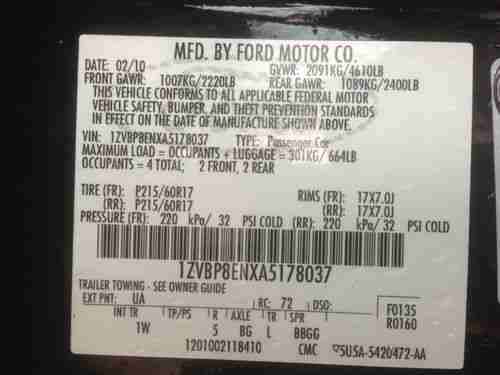 MFD. BY FORD MOTOR CO.
DATE: 02/10 GVWR: 2091KG/4610LB
FRONT GAWR: 1007KG/2220LB REAR GAWR: 1089KG/2400LB
THIS VEHICLE CONFORMS TO ALL APPLICABLE FEDERAL MOTOR
VEHICLE SAFETY, BUMPER, AND THEFT PREVENTION STANDARDS
IN EFFECT ON THE DATE OF MANUFACTURE SHOWN ABOVE.
VIN: 1ZVBP8ENXA5178037 TYPE: Passenger Car
MAXIMUM LOAD = OCCUPANTS + LUGGAGE = 301KG/ 664LB
OCCUPANTS = 4 TOTAL; 2 FRONT, 2 REAR
TIRE (FR): P215/60R17 RIMS (FR): 17X7.0J
(RR): P215/60R17 (RR): 17X7.0J
PRESSURE (FR): 220 kPa/ 32 PSI COLD (RR): 220 kPa/ 32 PSI COLD
1ZVBP8ENXA5178037
TRAILER TOWING - SEE OWNER GUIDE
EXT PNT: UA RC: 72 DSO: F0135
INT TR TP/PS R AXLE TR SPR R0160
1W 5 BG L BBGG
1201002118410 CMC 5USA-5420472-AA